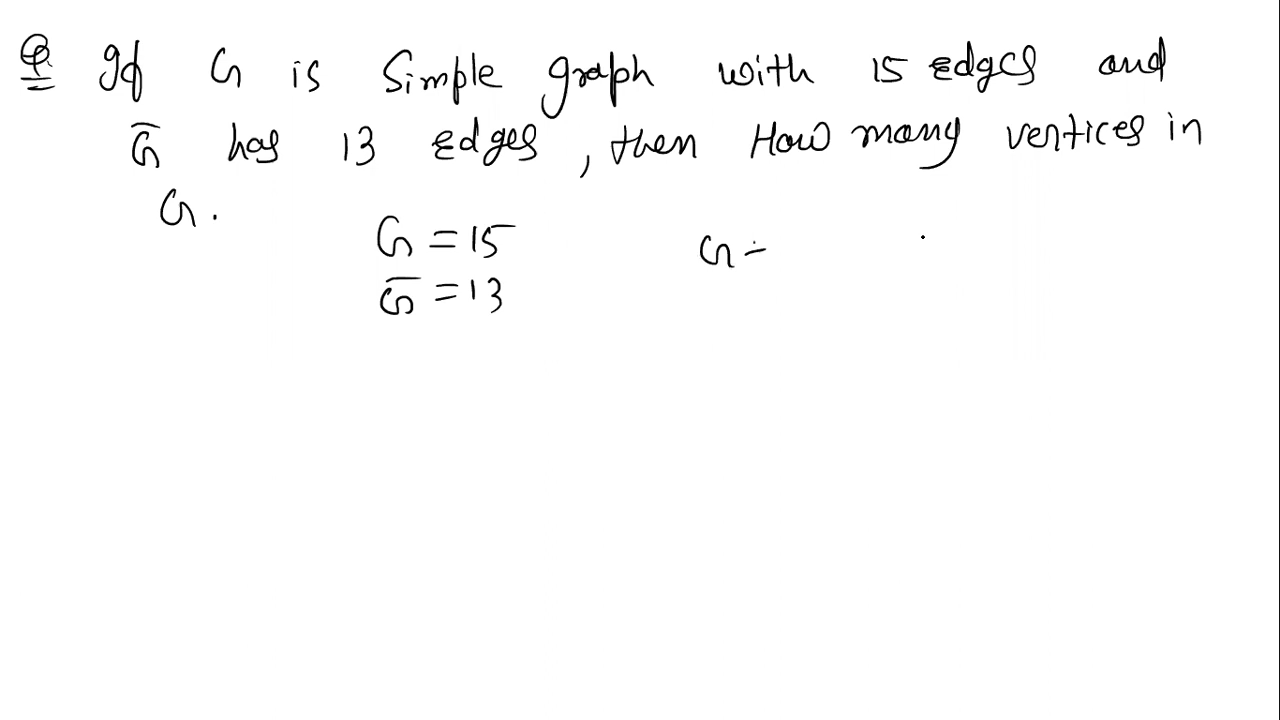 Q If G is Simple graph with 15 Edges and
G̅ has 13 Edges, then How many vertices in
G.
G = 15 G =
G̅ = 13